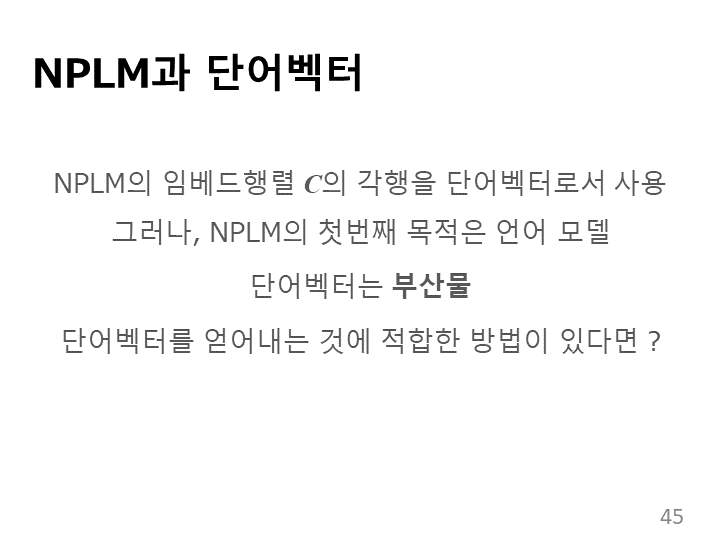 NPLM과 단어벡터
NPLM의 임베드행렬 C의 각행을 단어벡터로서 사용
그러나, NPLM의 첫번째 목적은 언어 모델
단어벡터는 부산물
단어벡터를 얻어내는 것에 적합한 방법이 있다면 ?
45